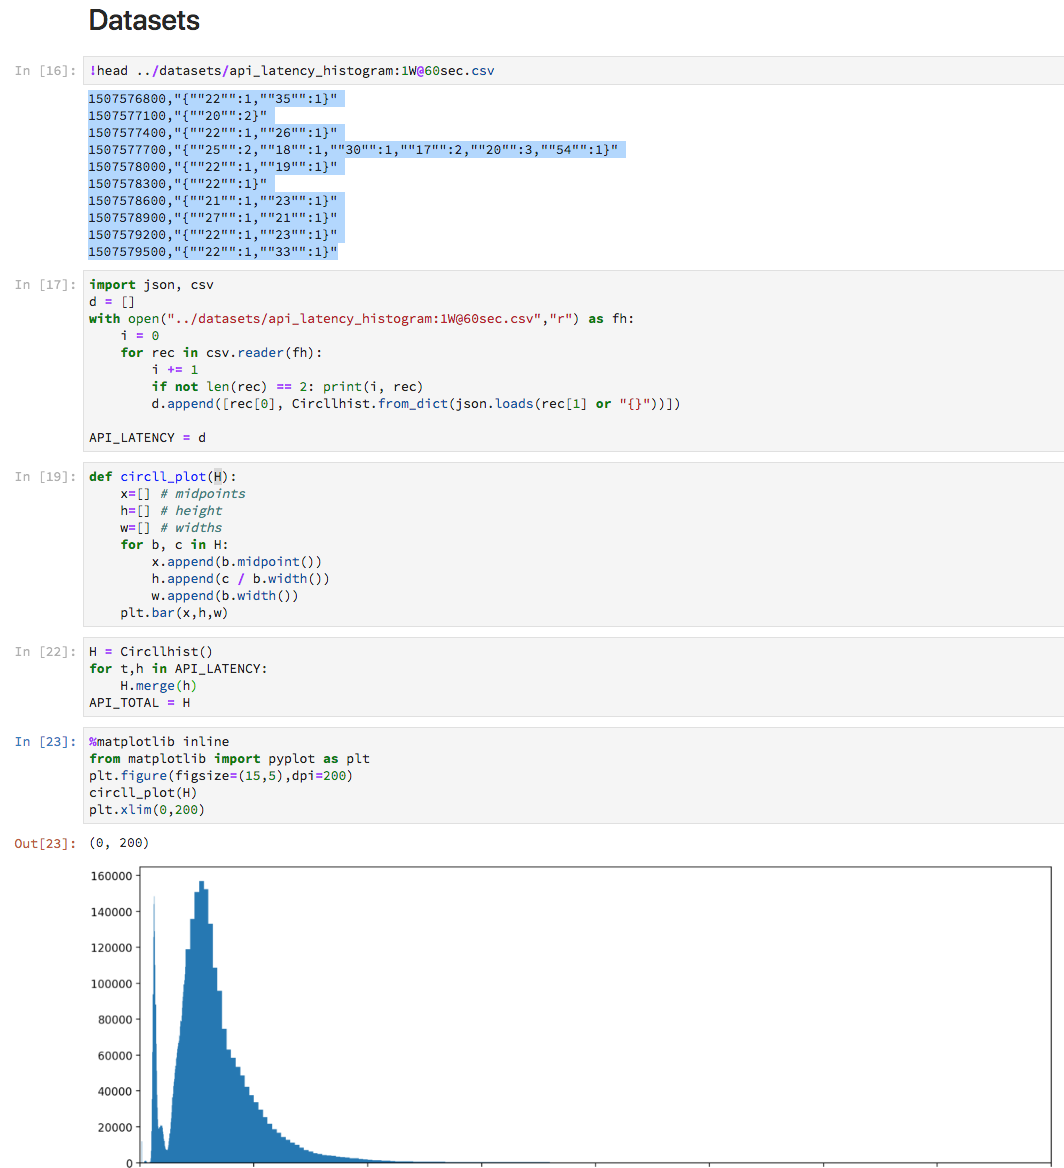 Datasets
In [16]: !head ../datasets/api_latency_histogram:1W@60sec.csv
1507576800,"{""22"":1,""35"":1}"
1507577100,"{""20"":2}"
1507577400,"{""22"":1,""26"":1}"
1507577700,"{""25"":2,""18"":1,""30"":1,""17"":2,""20"":3,""54"":1}"
1507578000,"{""22"":1,""19"":1}"
1507578300,"{""22"":1}"
1507578600,"{""21"":1,""23"":1}"
1507578900,"{""27"":1,""21"":1}"
1507579200,"{""22"":1,""23"":1}"
1507579500,"{""22"":1,""33"":1}"
In [17]: import json, csv
d = []
with open("../datasets/api_latency_histogram:1W@60sec.csv","r") as fh:
    i = 0
    for rec in csv.reader(fh):
        i += 1
        if not len(rec) == 2: print(i, rec)
        d.append([rec[0], Circllhist.from_dict(json.loads(rec[1] or "{}"))])
API_LATENCY = d
In [19]: def circll_plot(H):
    x=[] # midpoints
    h=[] # height
    w=[] # widths
    for b, c in H:
        x.append(b.midpoint())
        h.append(c / b.width())
        w.append(b.width())
    plt.bar(x,h,w)
In [22]: H = Circllhist()
for t,h in API_LATENCY:
    H.merge(h)
API_TOTAL = H
In [23]: %matplotlib inline
from matplotlib import pyplot as plt
plt.figure(figsize=(15,5),dpi=200)
circll_plot(H)
plt.xlim(0,200)
Out[23]: (0, 200)
160000
140000
120000
100000
80000
60000
40000
20000
0